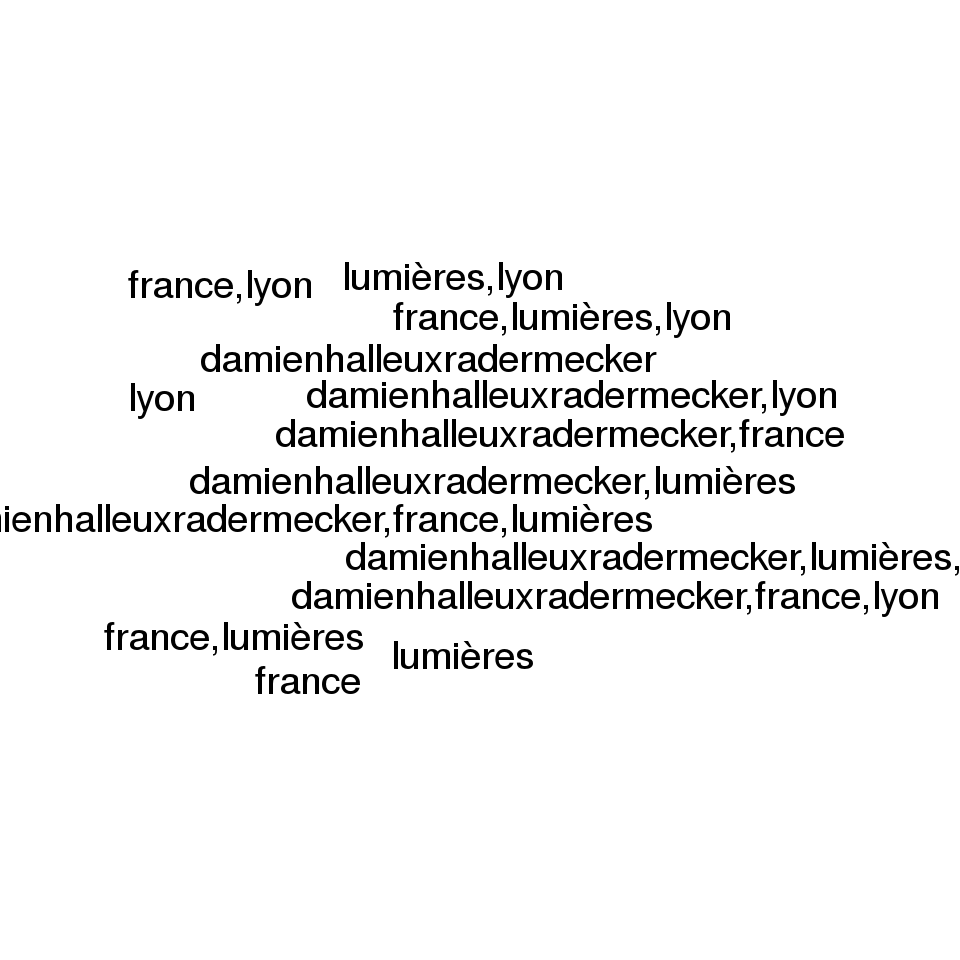 france,lyon
lumières,lyon
france,lumières,lyon
damienhalleuxradermecker
lyon
damienhalleuxradermecker,lyon
damienhalleuxradermecker,france
damienhalleuxradermecker,lumières
ienhalleuxradermecker,france,lumières
damienhalleuxradermecker,lumières,
damienhalleuxradermecker,france,lyon
france,lumières
lumières
france